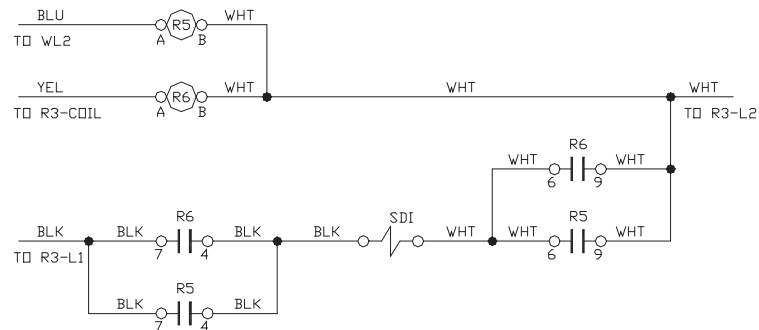 BLU R5 WHT
TO WL2 A B
YEL R6 WHT WHT WHT
TO R3-COIL A B TO R3-L2
R6
WHT WHT
6 9
BLK BLK R6 BLK BLK SDI WHT WHT R5 WHT
TO R3-L1 7 4 6 9
BLK R5 BLK
7 4